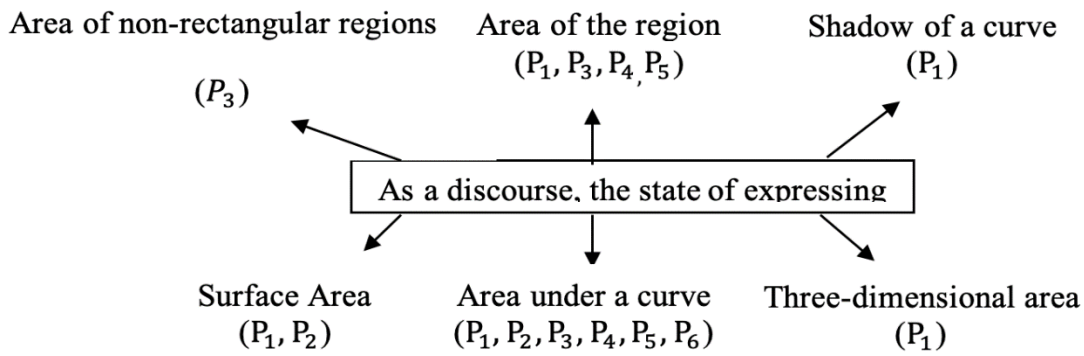 Area of non-rectangular regions
(P₃)
Area of the region
(P₁, P₃, P₄, P₅)
Shadow of a curve
(P₁)
As a discourse, the state of expressing
Surface Area
(P₁, P₂)
Area under a curve
(P₁, P₂, P₃, P₄, P₅, P₆)
Three-dimensional area
(P₁)